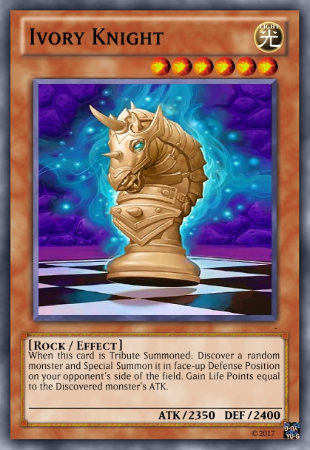 IVORY KNIGHT
LIGHT
光
[ROCK / EFFECT]
When this card is Tribute Summoned: Discover a random
monster and Special Summon it in face-up Defense Position
on your opponent's side of the field. Gain Life Points equal
to the Discovered monster's ATK.
ATK / 2350 DEF / 2400
©2017